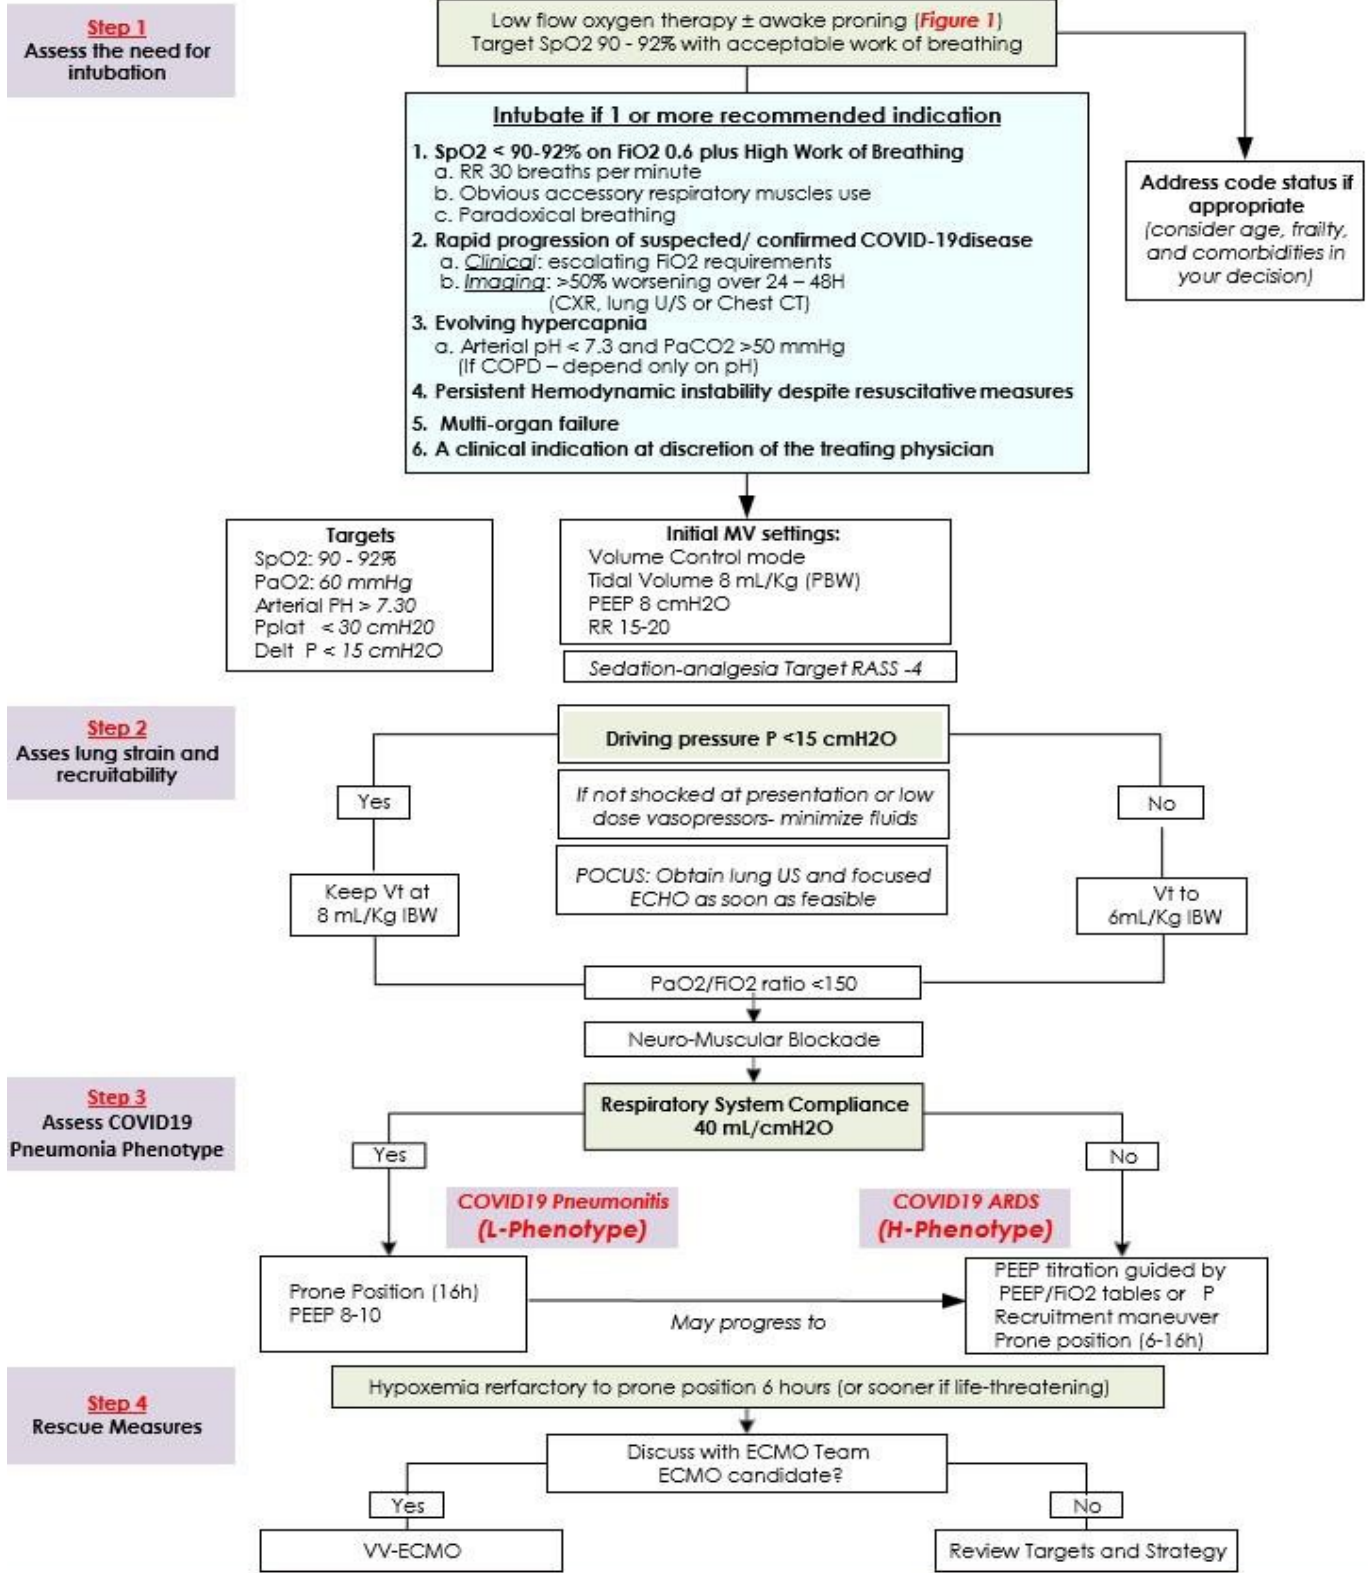 Step 1
Assess the need for
intubation
Low flow oxygen therapy ± awake proning (Figure 1)
Target SpO2 90 - 92% with acceptable work of breathing
Intubate if 1 or more recommended indication
1. SpO2 < 90-92% on FiO2 0.6 plus High Work of Breathing
a. RR 30 breaths per minute
b. Obvious accessory respiratory muscles use
c. Paradoxical breathing
2. Rapid progression of suspected/ confirmed COVID-19disease
a. Clinical: escalating FiO2 requirements
b. Imaging: >50% worsening over 24 – 48H
(CXR, lung U/S or Chest CT)
3. Evolving hypercapnia
a. Arterial pH < 7.3 and PaCO2 >50 mmHg
(If COPD – depend only on pH)
4. Persistent Hemodynamic instability despite resuscitative measures
5. Multi-organ failure
6. A clinical indication at discretion of the treating physician
Address code status if
appropriate
(consider age, frailty,
and comorbidities in
your decision)
Targets
SpO2: 90 - 92%
PaO2: 60 mmHg
Arterial PH > 7.30
Pplat < 30 cmH20
Delt P < 15 cmH2O
Initial MV settings:
Volume Control mode
Tidal Volume 8 mL/Kg (PBW)
PEEP 8 cmH2O
RR 15-20
Sedation-analgesia Target RASS -4
Step 2
Asses lung strain and
recruitability
Driving pressure P <15 cmH2O
Yes
If not shocked at presentation or low
dose vasopressors- minimize fluids
No
POCUS: Obtain lung US and focused
ECHO as soon as feasible
Keep Vt at
8 mL/Kg IBW
Vt to
6mL/Kg IBW
PaO2/FiO2 ratio <150
Neuro-Muscular Blockade
Step 3
Assess COVID19
Pneumonia Phenotype
Respiratory System Compliance
40 mL/cmH2O
Yes
No
COVID19 Pneumonitis
(L-Phenotype)
COVID19 ARDS
(H-Phenotype)
Prone Position (16h)
PEEP 8-10
May progress to
PEEP titration guided by
PEEP/FiO2 tables or P
Recruitment maneuver
Prone position (6-16h)
Step 4
Rescue Measures
Hypoxemia refarctory to prone position 6 hours (or sooner if life-threatening)
Discuss with ECMO Team
ECMO candidate?
Yes
No
VV-ECMO
Review Targets and Strategy